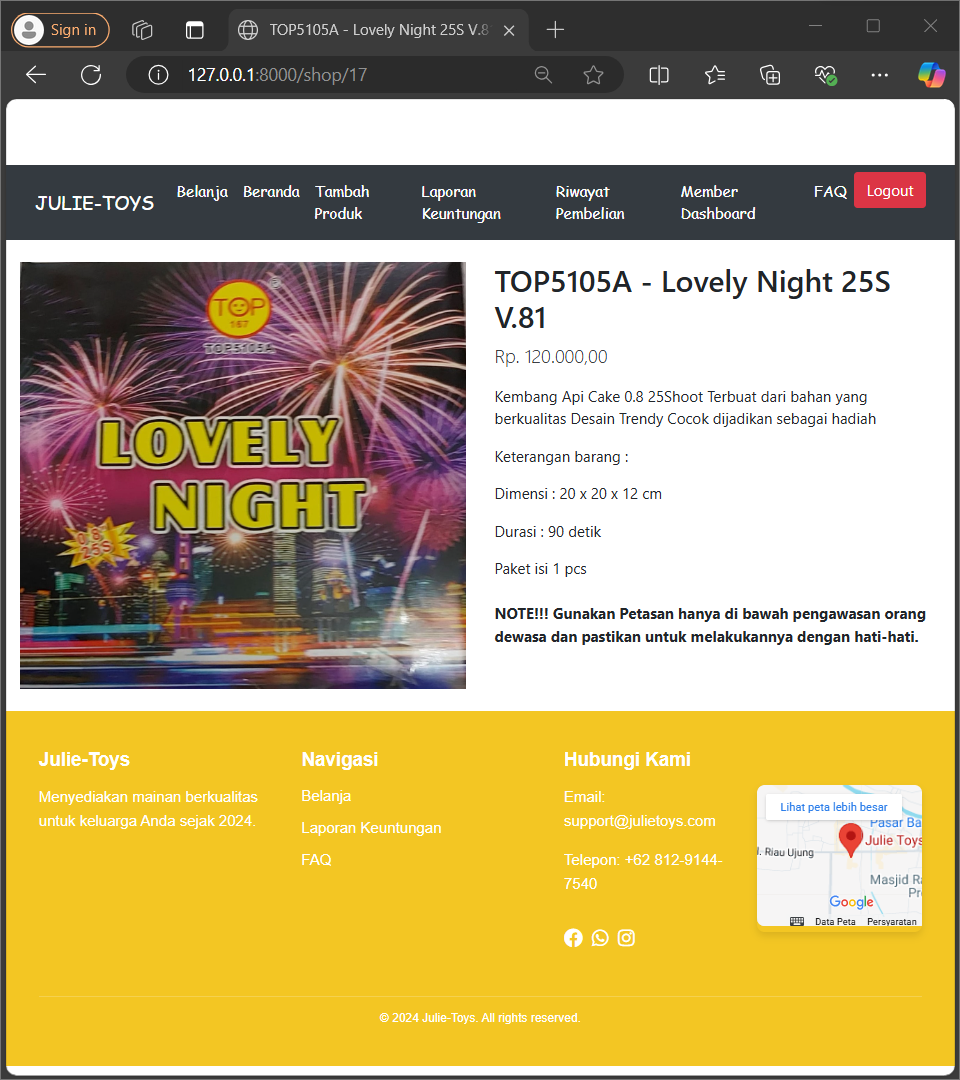 Sign in
TOP5105A - Lovely Night 25S V.8
127.0.0.1:8000/shop/17
JULIE-TOYS
Belanja
Beranda
Tambah
Produk
Laporan
Keuntungan
Riwayat
Pembelian
Member
Dashboard
FAQ
Logout
TOP
167
TOP5105A
LOVELY
NIGHT
0.8"
25S
TOP5105A - Lovely Night 25S
V.81
Rp. 120.000,00
Kembang Api Cake 0.8 25Shoot Terbuat dari bahan yang
berkualitas Desain Trendy Cocok dijadikan sebagai hadiah
Keterangan barang :
Dimensi : 20 x 20 x 12 cm
Durasi : 90 detik
Paket isi 1 pcs
NOTE!!! Gunakan Petasan hanya di bawah pengawasan orang
dewasa dan pastikan untuk melakukannya dengan hati-hati.
Julie-Toys
Menyediakan mainan berkualitas
untuk keluarga Anda sejak 2024.
Navigasi
Belanja
Laporan Keuntungan
FAQ
Hubungi Kami
Email:
support@julietoys.com
Telepon: +62 812-9144-
7540
Lihat peta lebih besar
Pasar Ba
Julie Toys
l. Riau Ujung
Masjid Ra
Pr
Google
Data Peta
Persyaratan
© 2024 Julie-Toys. All rights reserved.